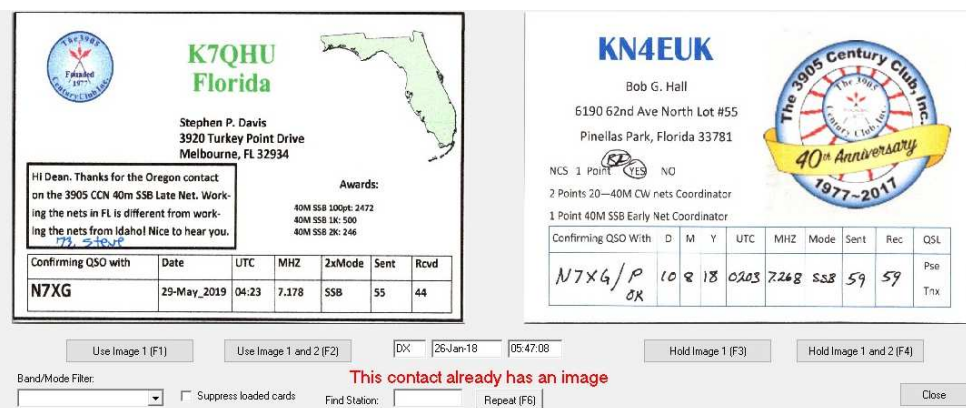 The 3905
Founded
1977
Century Club, Inc.
K7QHU
Florida
Stephen P. Davis
3920 Turkey Point Drive
Melbourne, FL 32934
Hi Dean. Thanks for the Oregon contact
on the 3905 CCN 40m SSB Late Net. Work-
ing the nets in FL is different from work-
ing the nets from Idaho! Nice to hear you.
73, Steve
Awards:
40M SSB 100pt: 2472
40M SSB 1K: 500
40M SSB 2K: 246
Confirming QSO with Date UTC MHZ 2xMode Sent Rcvd
N7XG 29-May_2019 04:23 7.178 SSB 55 44
KN4EUK
Bob G. Hall
6190 62nd Ave North Lot #55
Pinellas Park, Florida 33781
NCS 1 Point YES NO
2 Points 20—40M CW nets Coordinator
1 Point 40M SSB Early Net Coordinator
The 3905 Century Club, Inc.
The 3905
Century Club, Inc.
40th Anniversary
1977-2017
Confirming QSO With D M Y UTC MHZ Mode Sent Rec QSL
N7XG/P 10 8 18 0203 7.268 SSB 59 59 Pse
OR Tnx
Use Image 1 (F1) Use Image 1 and 2 (F2) DX 26-Jan-18 05:47:08 Hold Image 1 (F3) Hold Image 1 and 2 (F4)
This contact already has an image
Band/Mode Filter:
Suppress loaded cards Find Station: Repeat (F6) Close